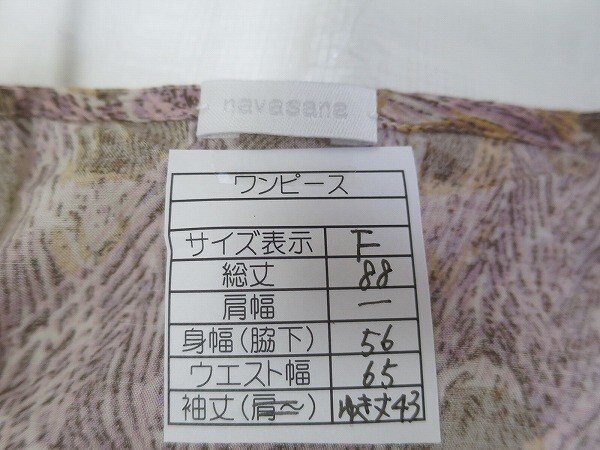 navasana
ワンピース
サイズ表示 F
総丈 88
肩幅 ー
身幅(脇下) 56
ウエスト幅 65
袖丈(肩〜) ゆき丈43